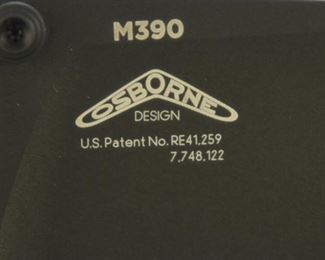 M390
OSBORNE
DESIGN
U.S. Patent No. RE41,259
7,748,122